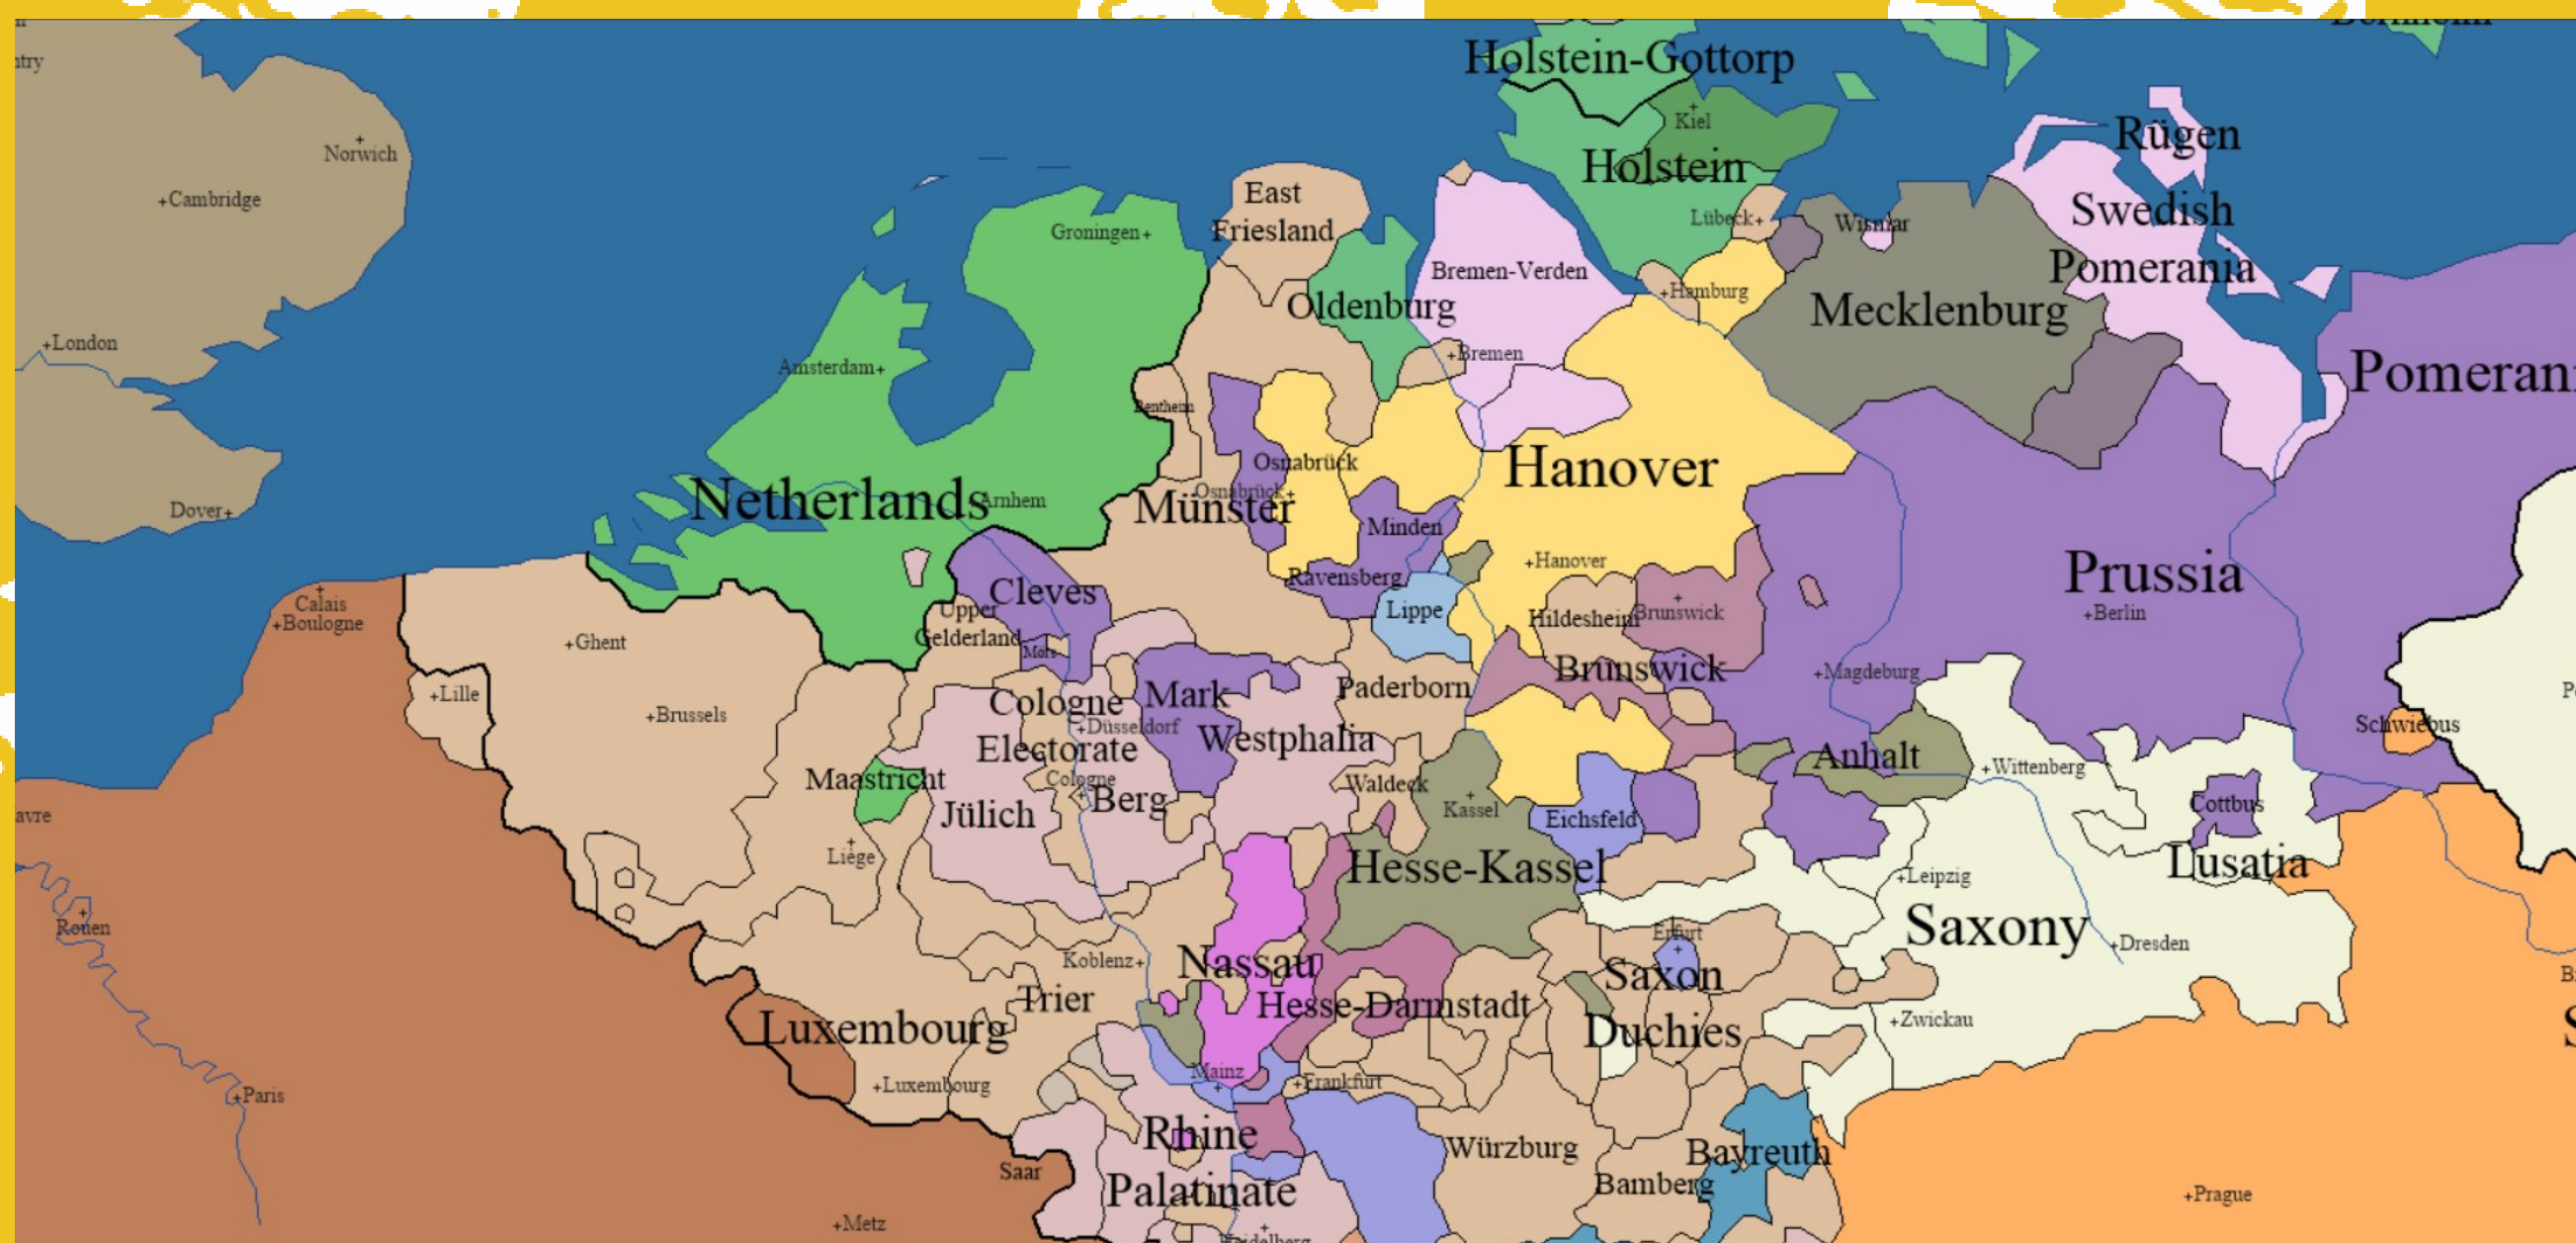 Holstein-Gottorp
Kiel
Rügen
Norwich
Holstein
+Cambridge
East
Friesland
Groningen+
Lübeck+
Wismar
Swedish
Pomerania
Bremen-Verden
Oldenburg
+Hamburg
Mecklenburg
+London
Amsterdam+
+Bremen
Bentheim
Hanover
Osnabrück
Osnabrück+
Netherlands
Arnhem
Münster
Dover+
Minden
+Hanover
Prussia
Ravensberg
Cleves
Calais
+Boulogne
Upper
Gelderland
Lippe
Hildesheim
Brunswick
+Berlin
+Ghent
Mörs
Brunswick
+Magdeburg
+Lille
Cologne
Mark
Paderborn
+Brussels
+Düsseldorf
Schwiebus
Electorate
Westphalia
Anhalt
+Wittenberg
Maastricht
Cologne
Waldeck
Kassel
Cottbus
Jülich
Berg
Eichsfeld
Liège
Hesse-Kassel
Lusatia
+Leipzig
Rouen
Erfurt
Saxony
+Dresden
Koblenz+
Nassau
Saxon
Trier
Hesse-Darmstadt
Luxembourg
Duchies
+Zwickau
Mainz
+Luxembourg
+Frankfurt
+Paris
Rhine
Würzburg
Bayreuth
Saar
Palatinate
Bamberg
+Prague
+Metz